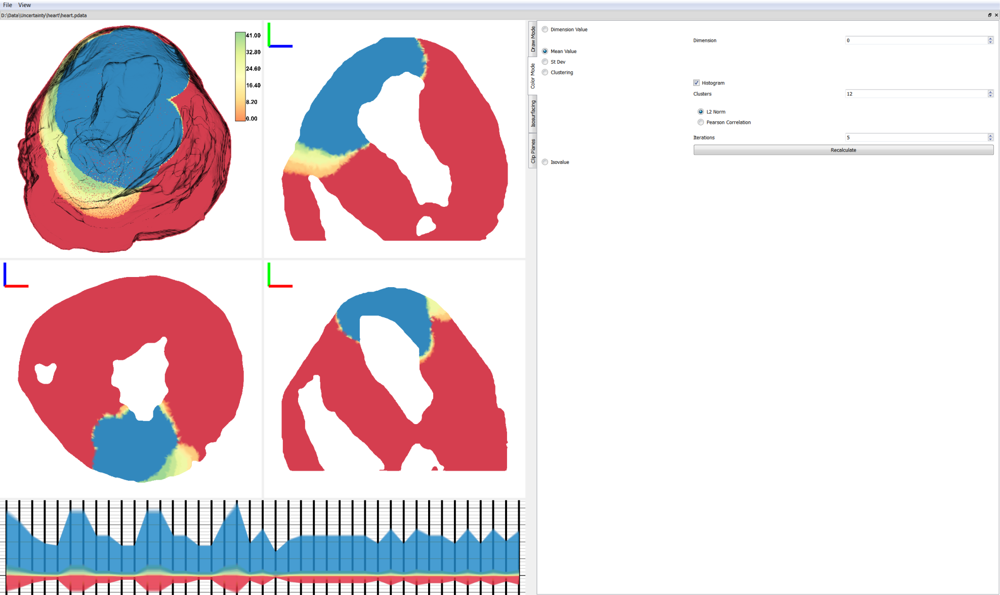 File View
D:\Data\Uncertainty\heart\heart.pdata
41.00
32.80
24.60
16.40
8.20
0.00
Draw Mode
Color Mode
Isosurfacing
Clip Planes
Dimension Value
Dimension 0
Mean Value
St Dev
Clustering
Histogram
Clusters 12
L2 Norm
Pearson Correlation
Iterations 5
Recalculate
Isovalue